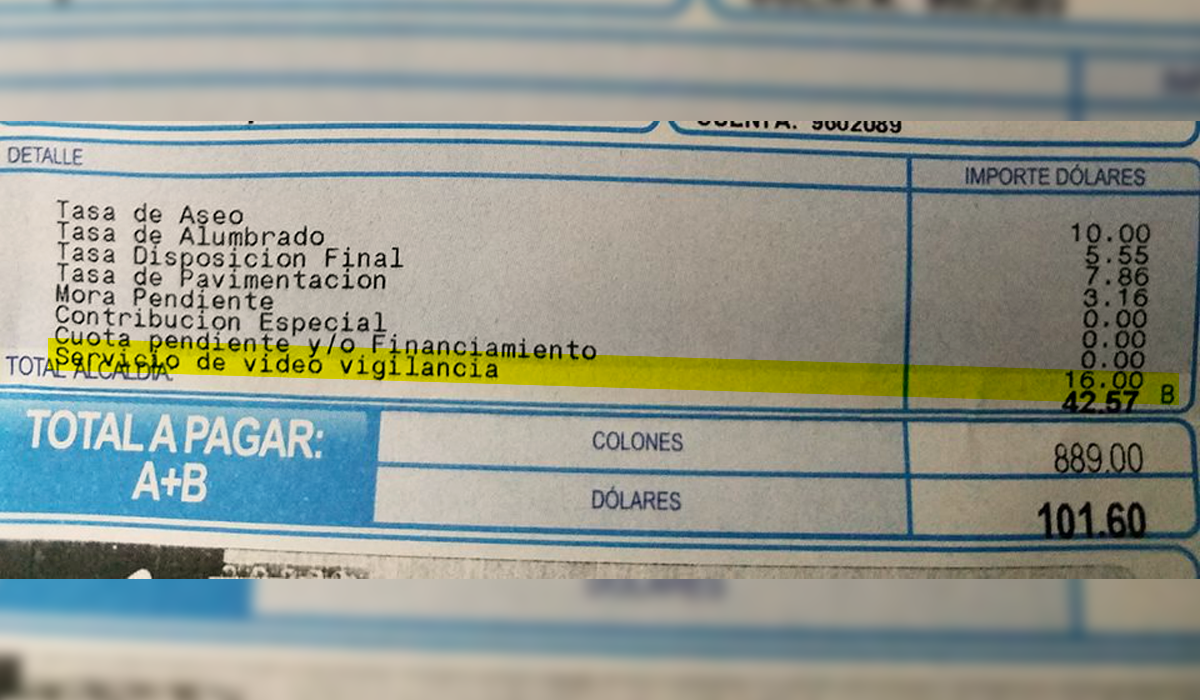 CUENTA: 9602089
DETALLE IMPORTE DÓLARES
Tasa de Aseo 10.00
Tasa de Alumbrado 5.55
Tasa Disposicion Final 7.86
Tasa de Pavimentacion 3.16
Mora Pendiente 0.00
Contribucion Especial 0.00
Cuota pendiente y/o Financiamiento 0.00
Servicio de video vigilancia 16.00
TOTAL ALCALDIA: 42.57 B
TOTAL A PAGAR:
A+B
COLONES 889.00
DÓLARES 101.60